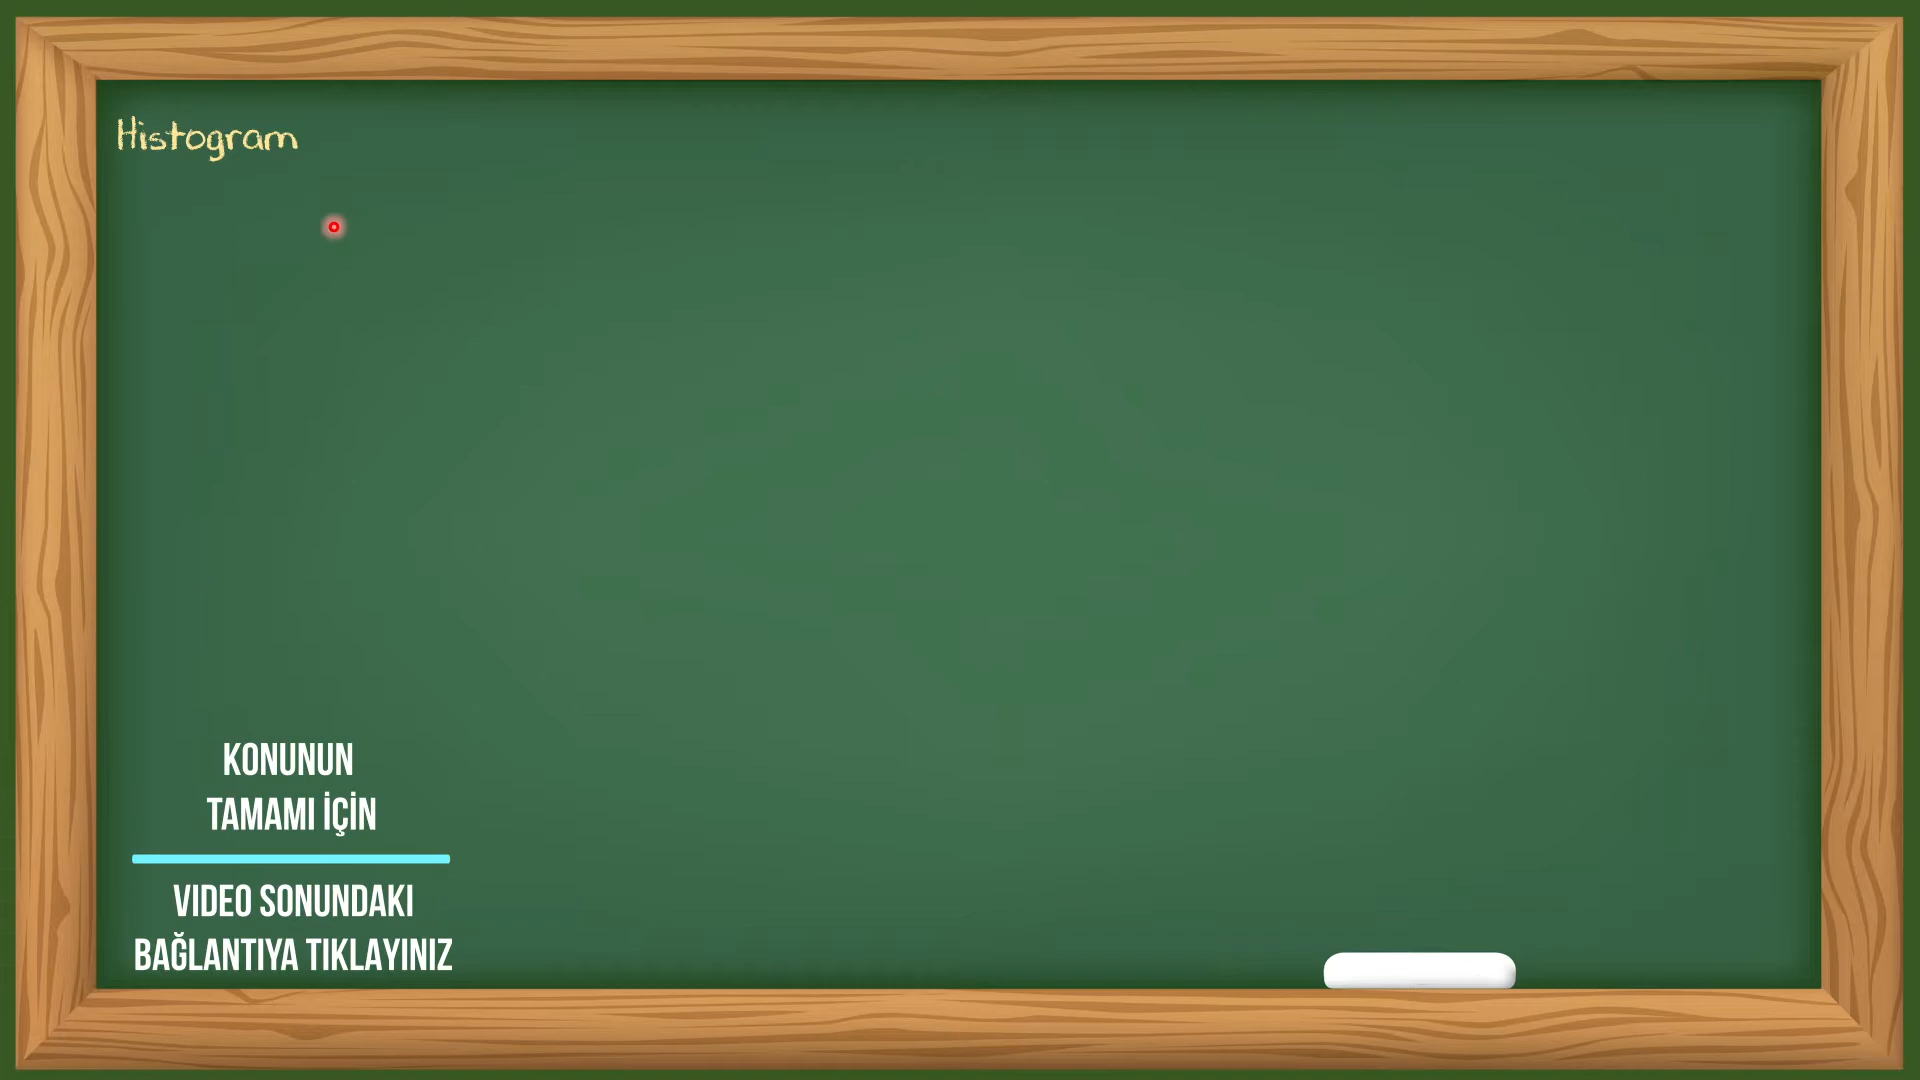 Histogram
KONUNUN
TAMAMI İÇİN
VIDEO SONUNDAKI
BAĞLANTIYA TIKLAYINIZ